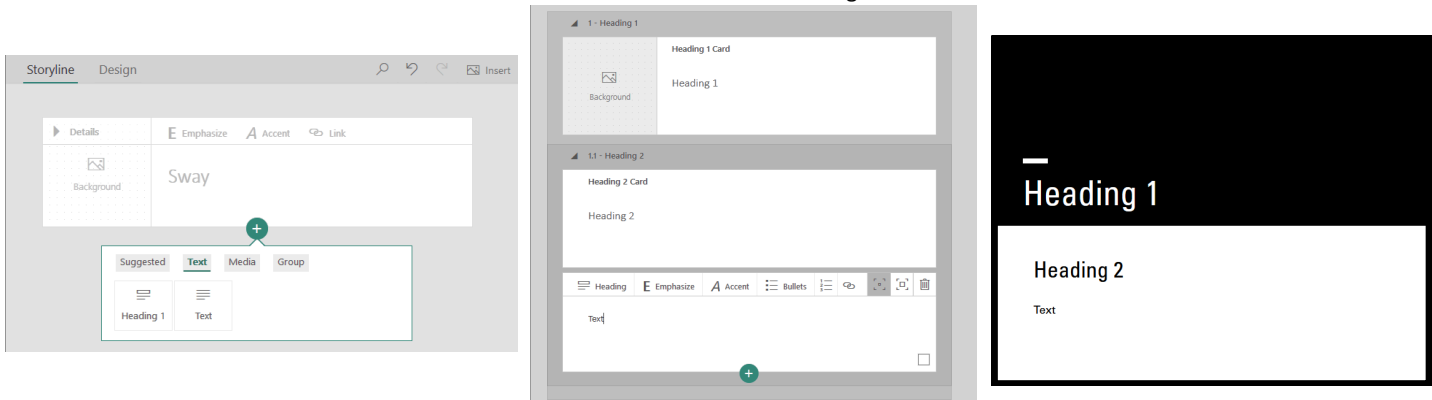 Storyline Design Insert
Details E Emphasize A Accent Link
Background
Sway
Suggested Text Media Group
Heading 1 Text
1 - Heading 1
Heading 1 Card
Heading 1
Background
1.1 - Heading 2
Heading 2 Card
Heading 2
Heading E Emphasize A Accent Bullets
Text
Heading 1
Heading 2
Text